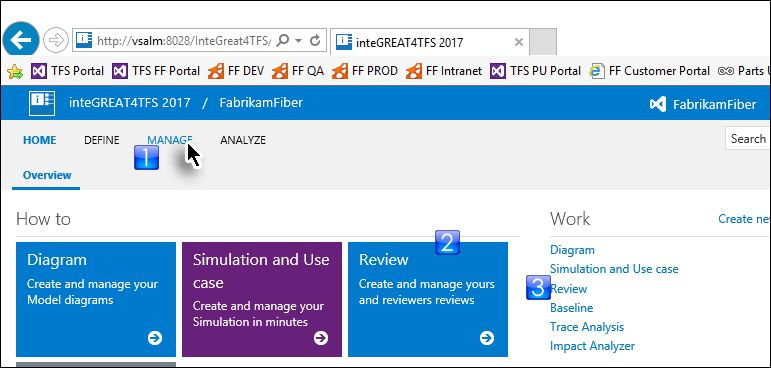 http://vsalm:8028/InteGreat4TFS/
inteGREAT4TFS 2017
TFS Portal TFS FF Portal FF DEV FF QA FF PROD FF Intranet TFS PU Portal FF Customer Portal Parts U
inteGREAT4TFS 2017 / FabrikamFiber FabrikamFiber
HOME DEFINE MANAGE ANALYZE Search
1
Overview
How to Work Create nev
2
Diagram Simulation and Use case Review
Create and manage your Model diagrams
Create and manage your Simulation in minutes
Create and manage yours and reviewers reviews
Diagram
Simulation and Use case
3 Review
Baseline
Trace Analysis
Impact Analyzer